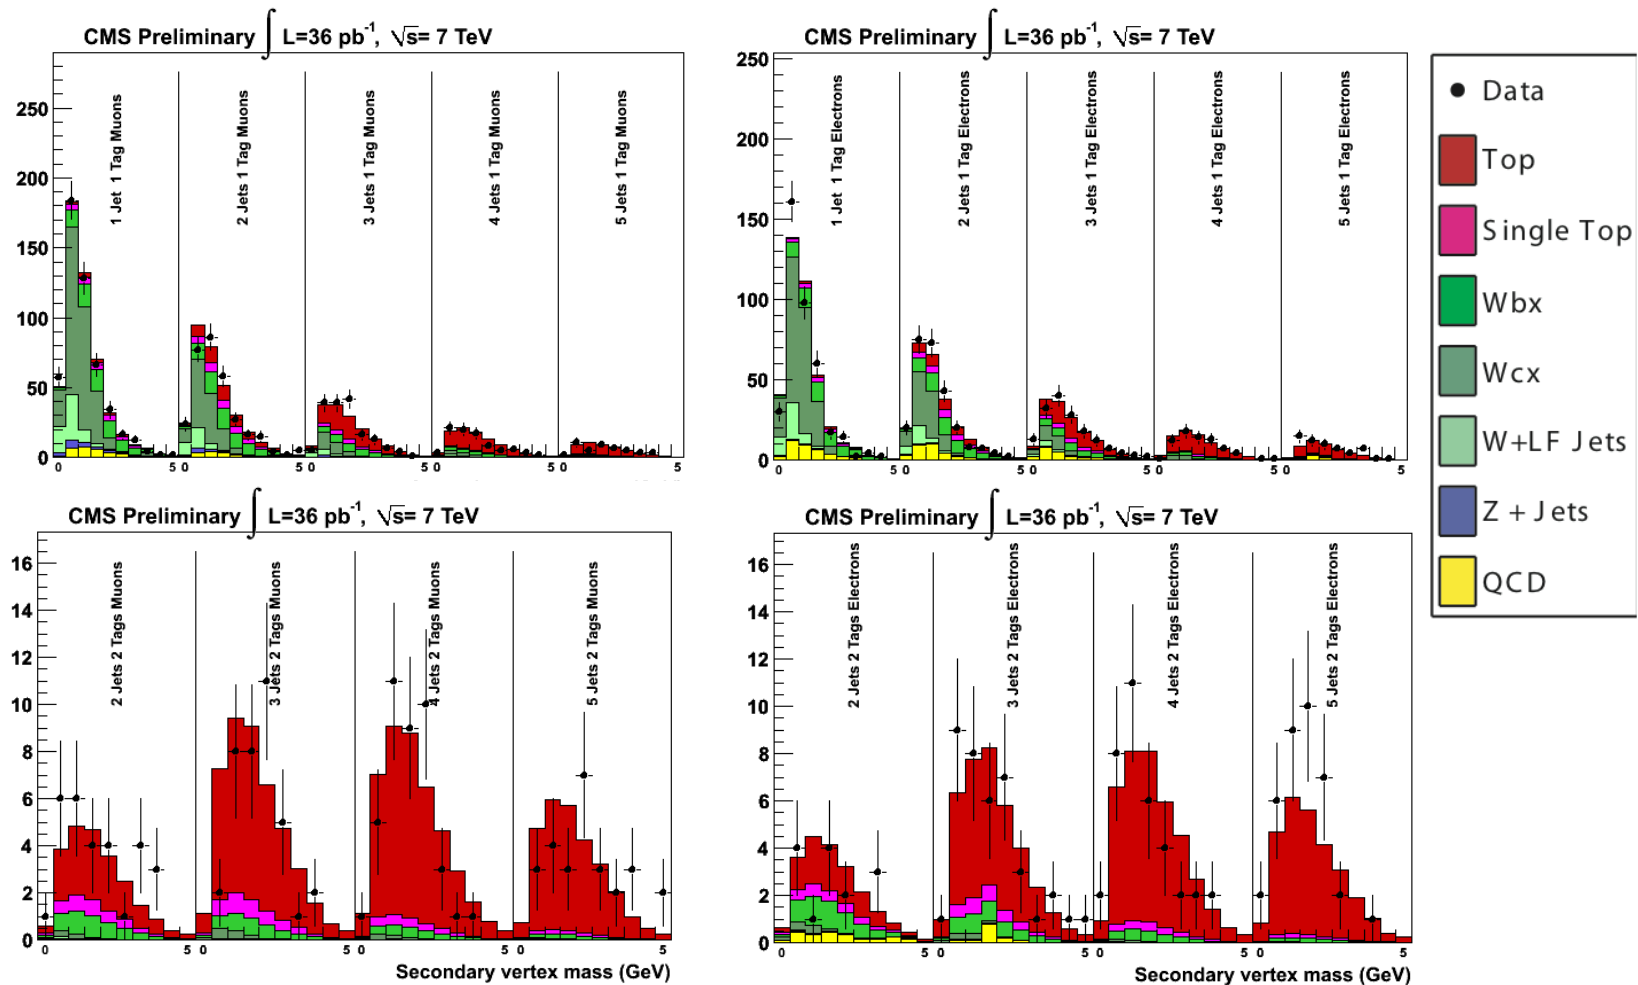 CMS Preliminary ∫ L=36 pb⁻¹, √s= 7 TeV
250
200
150
100
50
0
1 Jet 1 Tag Muons
2 Jets 1 Tag Muons
3 Jets 1 Tag Muons
4 Jets 1 Tag Muons
5 Jets 1 Tag Muons
0 5 0 5 0 5 0 5 0 5
CMS Preliminary ∫ L=36 pb⁻¹, √s= 7 TeV
250
200
150
100
50
0
1 Jet 1 Tag Electrons
2 Jets 1 Tag Electrons
3 Jets 1 Tag Electrons
4 Jets 1 Tag Electrons
5 Jets 1 Tag Electrons
0 5 0 5 0 5 0 5 0 5
Data
Top
Single Top
Wbx
Wcx
W+LF Jets
Z + Jets
QCD
CMS Preliminary ∫ L=36 pb⁻¹, √s= 7 TeV
16
14
12
10
8
6
4
2
0
2 Jets 2 Tags Muons
3 Jets 2 Tags Muons
4 Jets 2 Tags Muons
5 Jets 2 Tags Muons
0 5 0 5 0 5 0 5
Secondary vertex mass (GeV)
CMS Preliminary ∫ L=36 pb⁻¹, √s= 7 TeV
16
14
12
10
8
6
4
2
0
2 Jets 2 Tags Electrons
3 Jets 2 Tags Electrons
4 Jets 2 Tags Electrons
5 Jets 2 Tags Electrons
0 5 0 5 0 5 0 5
Secondary vertex mass (GeV)